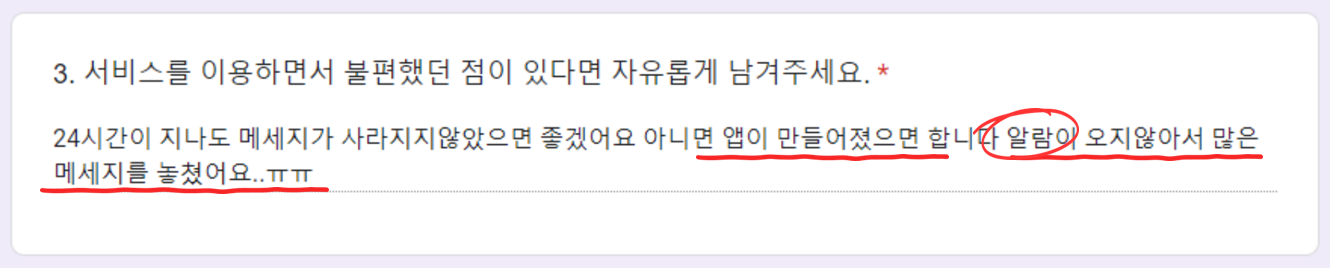 3. 서비스를 이용하면서 불편했던 점이 있다면 자유롭게 남겨주세요. *
24시간이 지나도 메세지가 사라지지않았으면 좋겠어요 아니면 앱이 만들어졌으면 합니다 알람이 오지않아서 많은
메세지를 놓쳤어요..ㅠㅠ